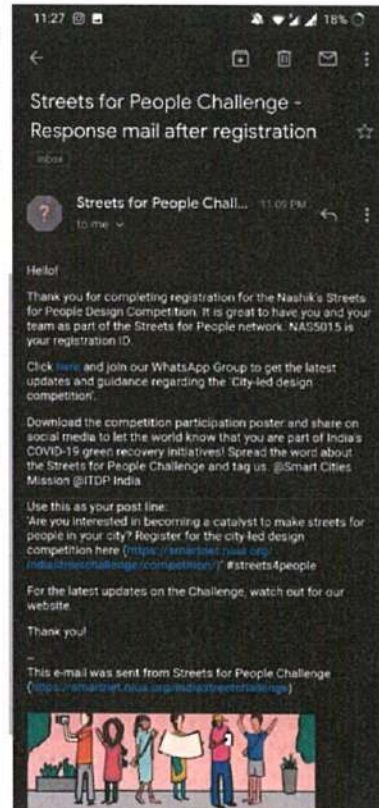 11:27 18%
Streets for People Challenge -
Response mail after registration
Inbox
Streets for People Chall... 11:09 PM
to me
Hello!
Thank you for completing registration for the Nashik's Streets
for People Design Competition. It is great to have you and your
team as part of the Streets for People network. NAS5015 is
your registration ID.
Click here and join our WhatsApp Group to get the latest
updates and guidance regarding the 'City-led design
competition'.
Download the competition participation poster and share on
social media to let the world know that you are part of India's
COVID-19 green recovery initiatives! Spread the word about
the Streets for People Challenge and tag us. @Smart Cities
Mission @ITDP India.
Use this as your post line:
'Are you interested in becoming a catalyst to make streets for
people in your city? Register for the city-led design
competition here (https://smartnet.niua.org/
indiastreetchallenge/competition/)' #streets4people
For the latest updates on the Challenge, watch out for our
website.
Thank you!
--
This e-mail was sent from Streets for People Challenge
(https://smartnet.niua.org/indiastreetchallenge)